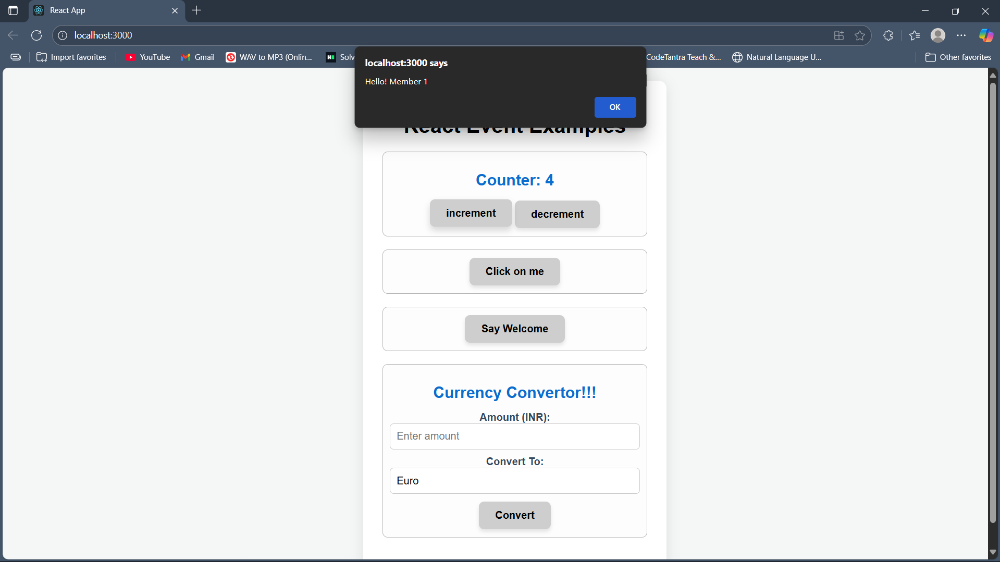 React App
localhost:3000
Import favorites
YouTube
Gmail
WAV to MP3 (Onlin...
Solv
CodeTantra Teach &...
Natural Language U...
Other favorites
localhost:3000 says
Hello! Member 1
OK
React Event Examples
Counter: 4
increment
decrement
Click on me
Say Welcome
Currency Convertor!!!
Amount (INR):
Enter amount
Convert To:
Euro
Convert